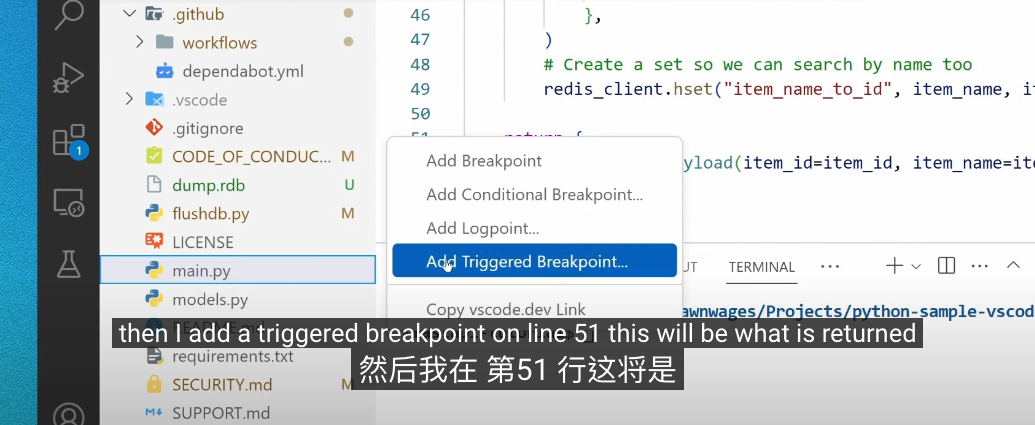 .github
workflows
dependabot.yml
.vscode
.gitignore
CODE_OF_CONDUC... M
dump.rdb U
flushdb.py M
LICENSE
main.py
models.py
requirements.txt
SECURITY.md
SUPPORT.md
1
46 },
47 )
48 # Create a set so we can search by name too
49 redis_client.hset("item_name_to_id", item_name, it
50
51 return {
yload(item_id=item_id, item_name=ite
Add Breakpoint
Add Conditional Breakpoint...
Add Logpoint...
Add Triggered Breakpoint...
Copy vscode.dev Link
UT TERMINAL ...
awnwages/Projects/python-sample-vscod
then I add a triggered breakpoint on line 51 this will be what is returned
然后我在 第51 行这将是